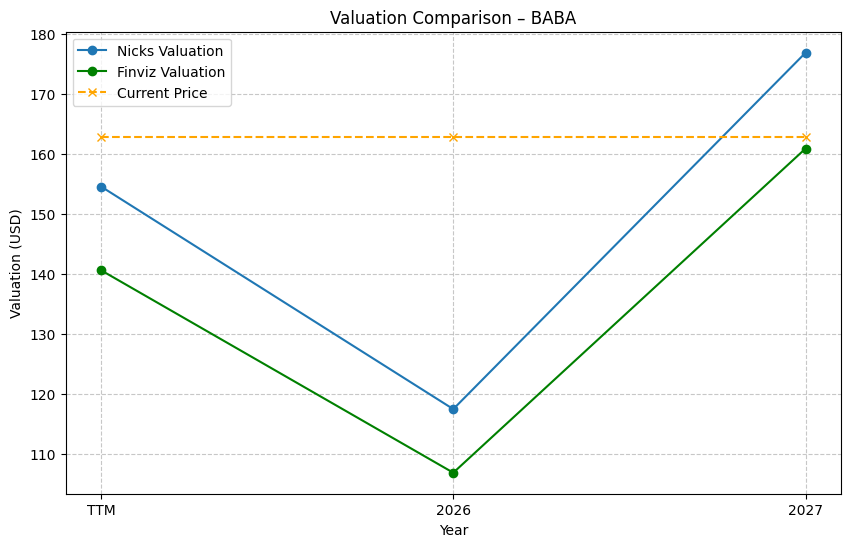 Valuation Comparison – BABA
Nicks Valuation
Finviz Valuation
Current Price
Valuation (USD)
180
170
160
150
140
130
120
110
TTM
2026
2027
Year